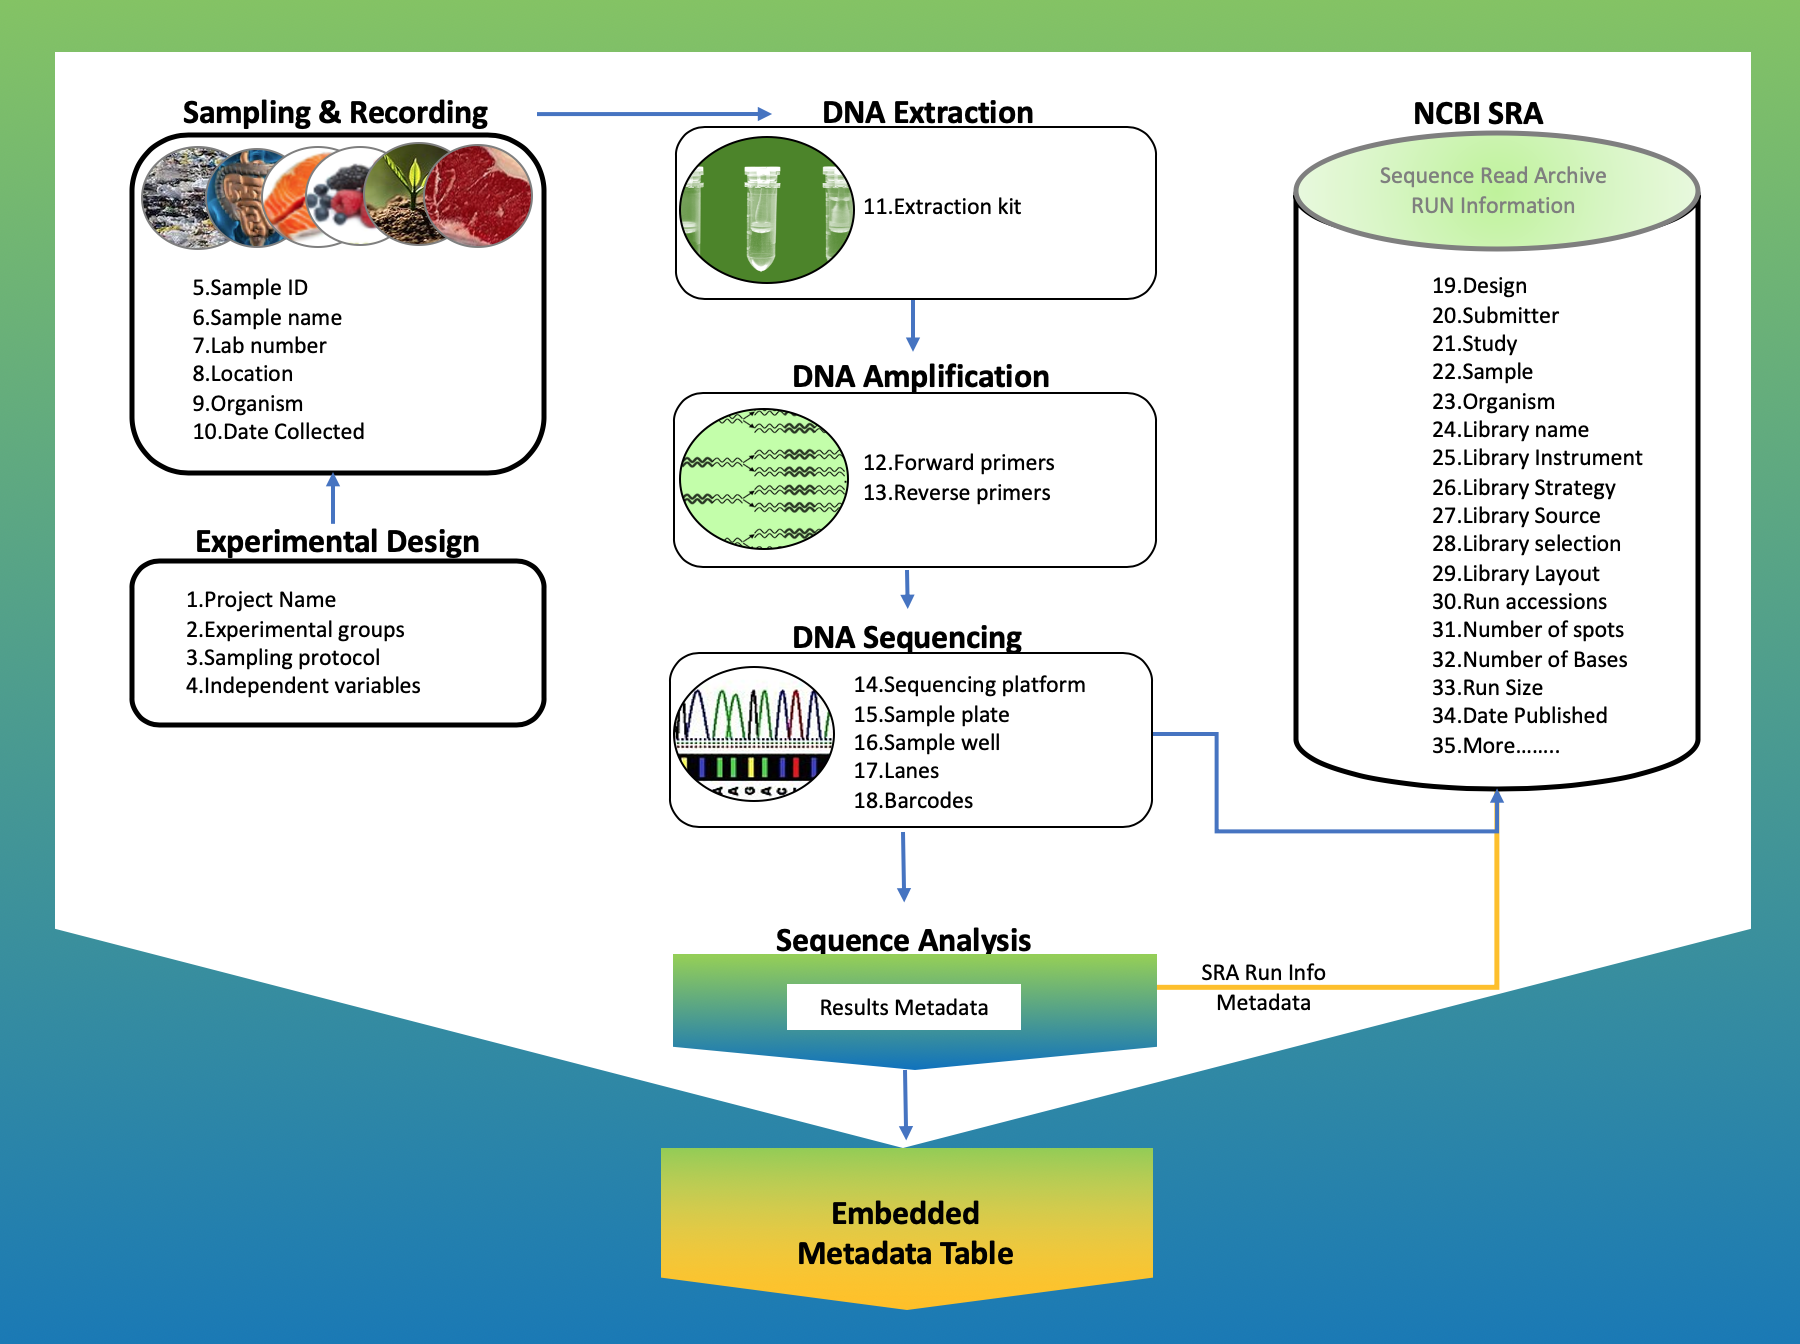 Sampling & Recording
5.Sample ID
6.Sample name
7.Lab number
8.Location
9.Organism
10.Date Collected
Experimental Design
1.Project Name
2.Experimental groups
3.Sampling protocol
4.Independent variables
DNA Extraction
11.Extraction kit
DNA Amplification
12.Forward primers
13.Reverse primers
DNA Sequencing
14.Sequencing platform
15.Sample plate
16.Sample well
17.Lanes
18.Barcodes
A A G A C
Sequence Analysis
Results Metadata
SRA Run Info
Metadata
NCBI SRA
Sequence Read Archive
RUN Information
19.Design
20.Submitter
21.Study
22.Sample
23.Organism
24.Library name
25.Library Instrument
26.Library Strategy
27.Library Source
28.Library selection
29.Library Layout
30.Run accessions
31.Number of spots
32.Number of Bases
33.Run Size
34.Date Published
35.More........
Embedded
Metadata Table